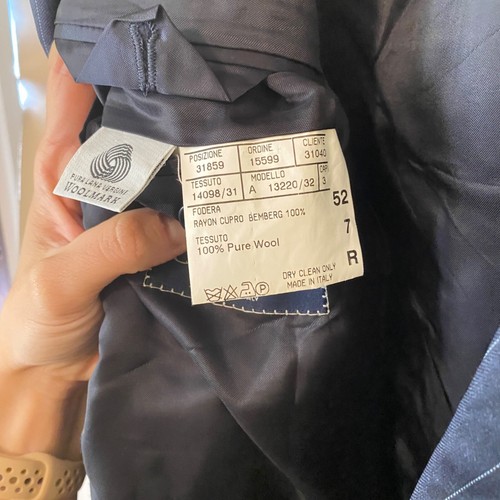 PURA LANA VERGINE
WOOLMARK
POSIZIONE ORDINE CLIENTE
31859 15599 31040
TESSUTO MODELLO
14098/31 A 13220/32 3
FODERA
RAYON CUPRO BEMBERG 100%
52
TESSUTO
100% Pure Wool
7
R
DRY CLEAN ONLY
MADE IN ITALY
P